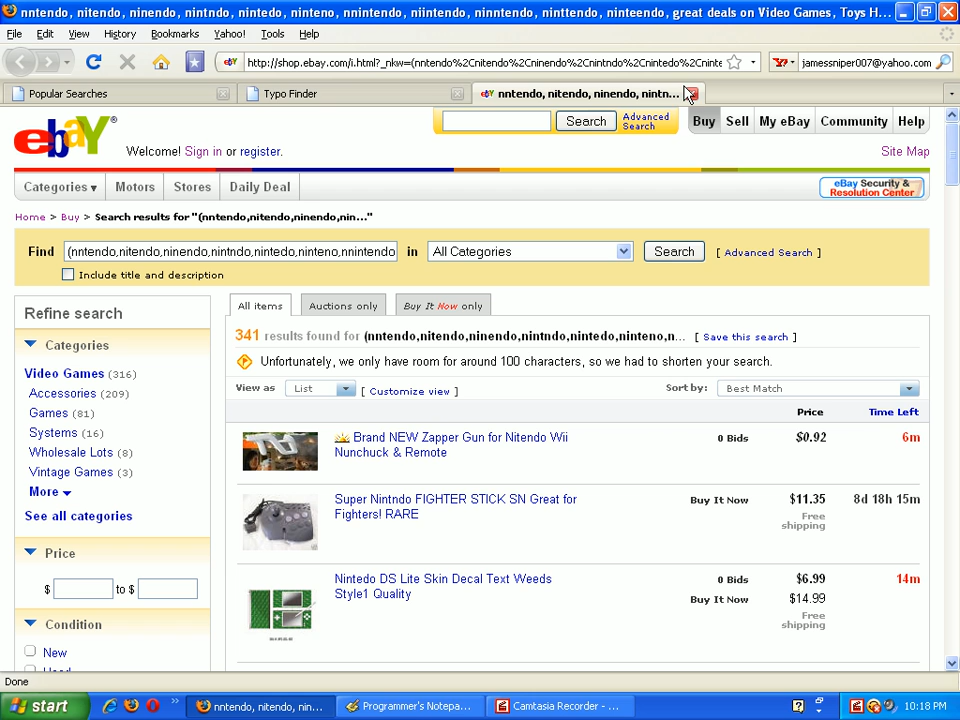 nntendo, nitendo, ninendo, nintndo, nintedo, ninteno, nnintendo, niintendo, ninntendo, ninttendo, ninteendo, great deals on Video Games, Toys H...
File Edit View History Bookmarks Yahoo! Tools Help
http://shop.ebay.com/i.html?_nkw=(nntendo%2Cnitendo%2Cninendo%2Cnintndo%2Cnintedo%2Cninte
jamessniper007@yahoo.com
Popular Searches
Typo Finder
nntendo, nitendo, ninendo, nintn...
ebay®
Welcome! Sign in or register.
Search
Advanced Search
Buy Sell My eBay Community Help
Site Map
Categories Motors Stores Daily Deal
eBay Security & Resolution Center
Home > Buy > Search results for "(nntendo,nitendo,ninendo,nin..."
Find (nntendo,nitendo,ninendo,nintndo,nintedo,ninteno,nnintendo in All Categories Search [ Advanced Search ]
Include title and description
Refine search
Categories
Video Games (316)
Accessories (209)
Games (81)
Systems (16)
Wholesale Lots (8)
Vintage Games (3)
More
See all categories
Price
$ to $
Condition
New
All items Auctions only Buy It Now only
341 results found for (nntendo,nitendo,ninendo,nintndo,nintedo,ninteno,n... [ Save this search ]
Unfortunately, we only have room for around 100 characters, so we had to shorten your search.
View as List [ Customize view ] Sort by: Best Match
Price Time Left
Brand NEW Zapper Gun for Nitendo Wii
Nunchuck & Remote
0 Bids $0.92 6m
Super Nintndo FIGHTER STICK SN Great for
Fighters! RARE
Buy It Now $11.35 8d 18h 15m
Free shipping
Nintedo DS Lite Skin Decal Text Weeds
Style1 Quality
0 Bids $6.99 14m
Buy It Now $14.99
Free shipping
Done
start
nntendo, nitendo, nin...
Programmer's Notepa...
Camtasia Recorder - ...
10:18 PM